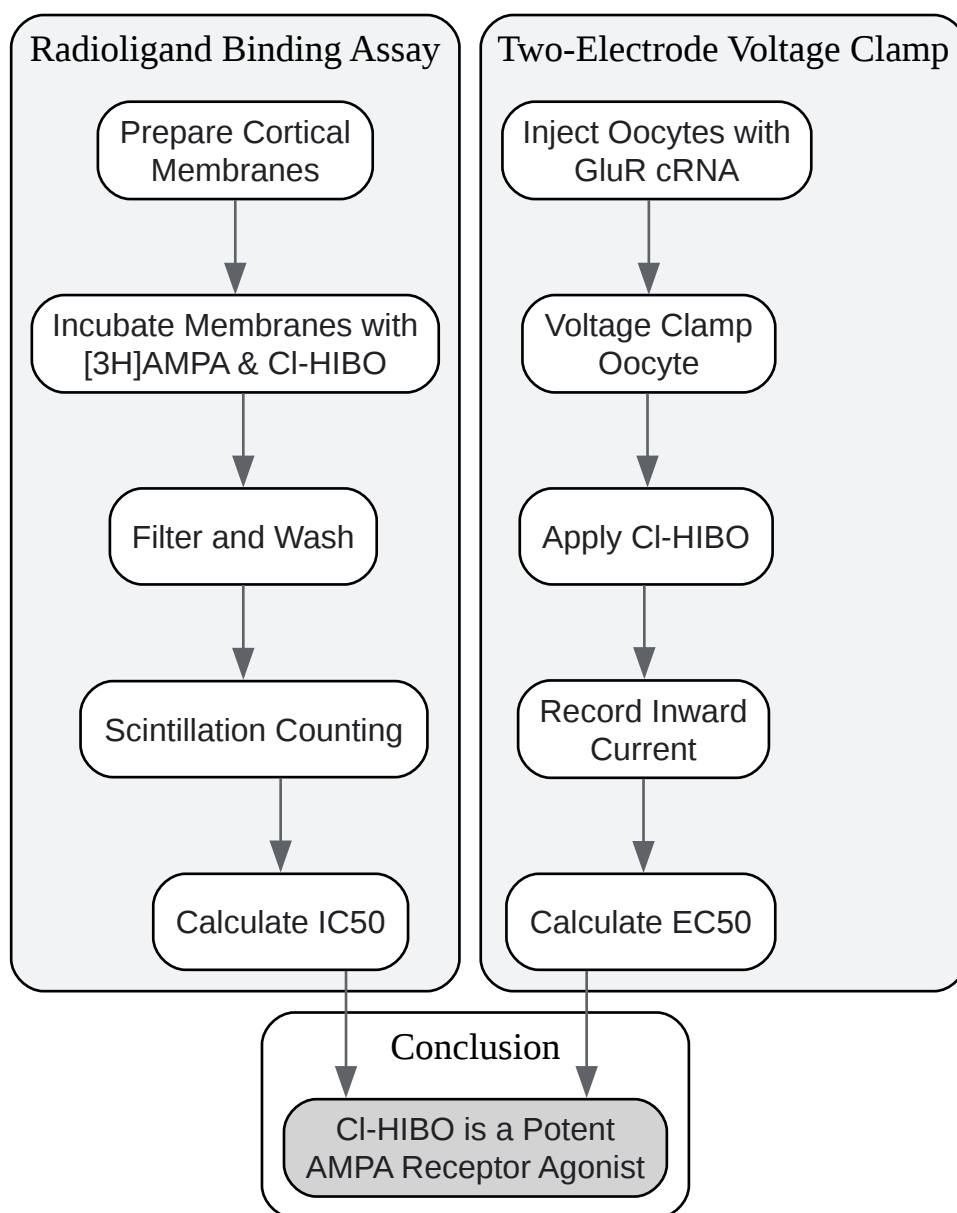 Radioligand Binding Assay
Prepare Cortical
Membranes
Incubate Membranes with
[3H]AMPA & Cl-HIBO
Filter and Wash
Scintillation Counting
Calculate IC50
Two-Electrode Voltage Clamp
Inject Oocytes with
GluR cRNA
Voltage Clamp
Oocyte
Apply Cl-HIBO
Record Inward
Current
Calculate EC50
Conclusion
Cl-HIBO is a Potent
AMPA Receptor Agonist